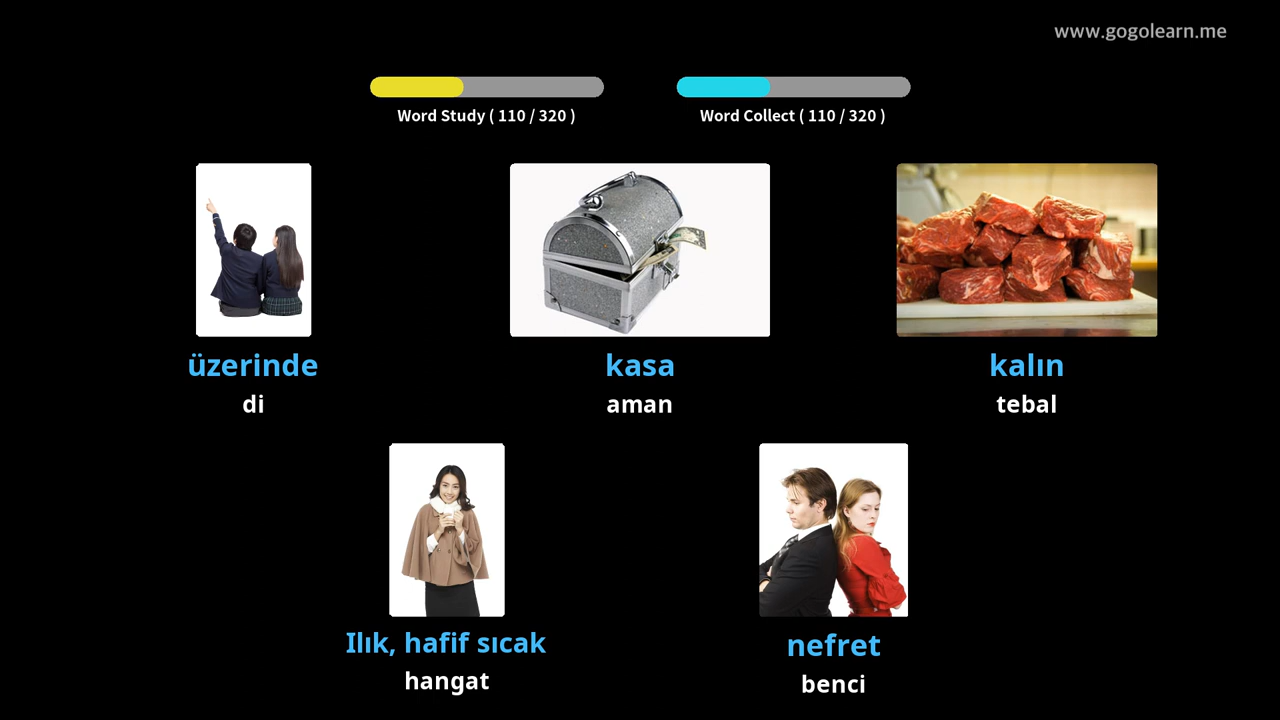 www.gogolearn.me
Word Study ( 110 / 320 )
Word Collect ( 110 / 320 )
üzerinde
di
kasa
aman
kalın
tebal
Ilık, hafif sıcak
hangat
nefret
benci